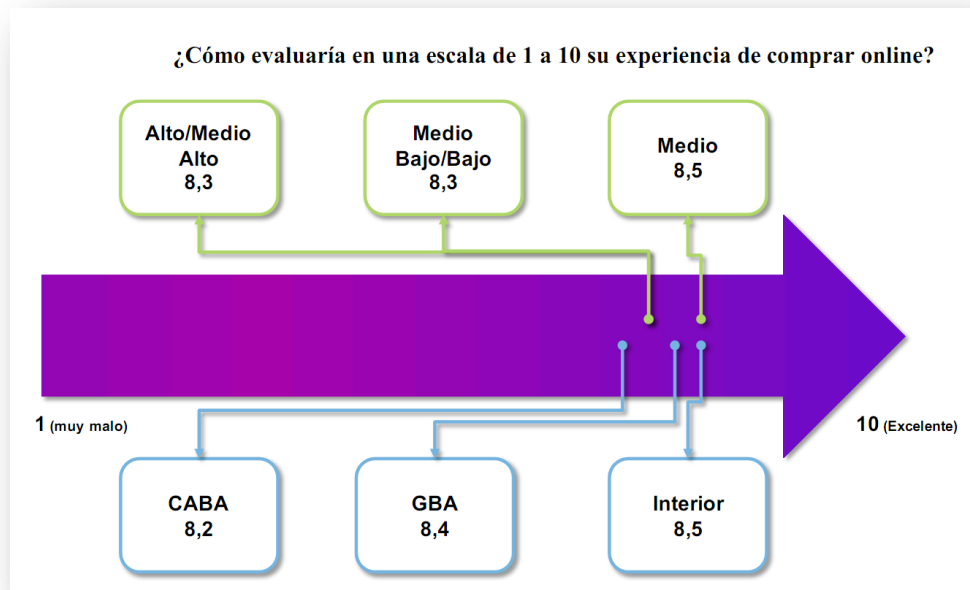 ¿Cómo evaluaría en una escala de 1 a 10 su experiencia de comprar online?
Alto/Medio
Alto
8,3
Medio
Bajo/Bajo
8,3
Medio
8,5
1 (muy malo)
10 (Excelente)
CABA
8,2
GBA
8,4
Interior
8,5